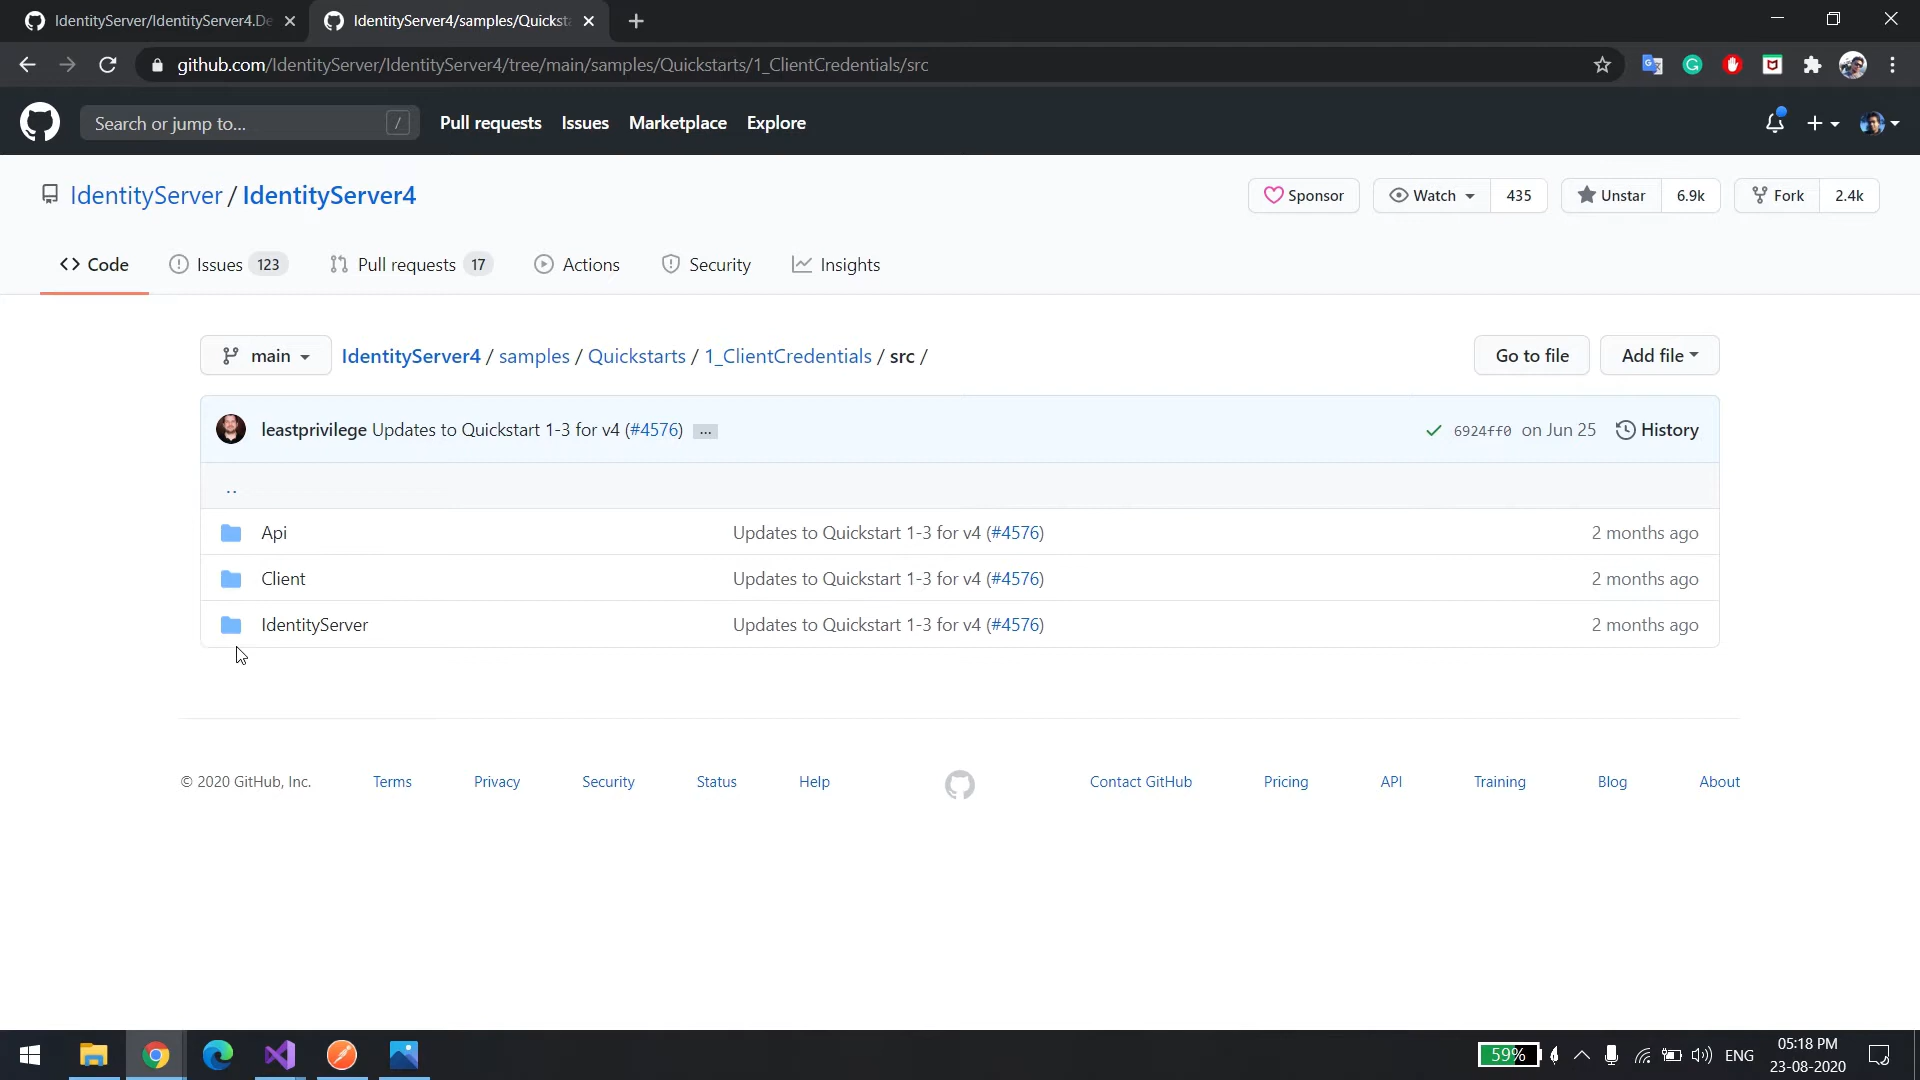 IdentityServer/IdentityServer4.De
IdentityServer4/samples/Quicksta
github.com/IdentityServer/IdentityServer4/tree/main/samples/Quickstarts/1_ClientCredentials/src
Search or jump to... /
Pull requests Issues Marketplace Explore
IdentityServer / IdentityServer4
Sponsor Watch 435 Unstar 6.9k Fork 2.4k
Code Issues 123 Pull requests 17 Actions Security Insights
main IdentityServer4 / samples / Quickstarts / 1_ClientCredentials / src / Go to file Add file
leastprivilege Updates to Quickstart 1-3 for v4 (#4576) ... 6924ff0 on Jun 25 History
..
Api Updates to Quickstart 1-3 for v4 (#4576) 2 months ago
Client Updates to Quickstart 1-3 for v4 (#4576) 2 months ago
IdentityServer Updates to Quickstart 1-3 for v4 (#4576) 2 months ago
© 2020 GitHub, Inc. Terms Privacy Security Status Help Contact GitHub Pricing API Training Blog About
59% ENG 05:18 PM
23-08-2020